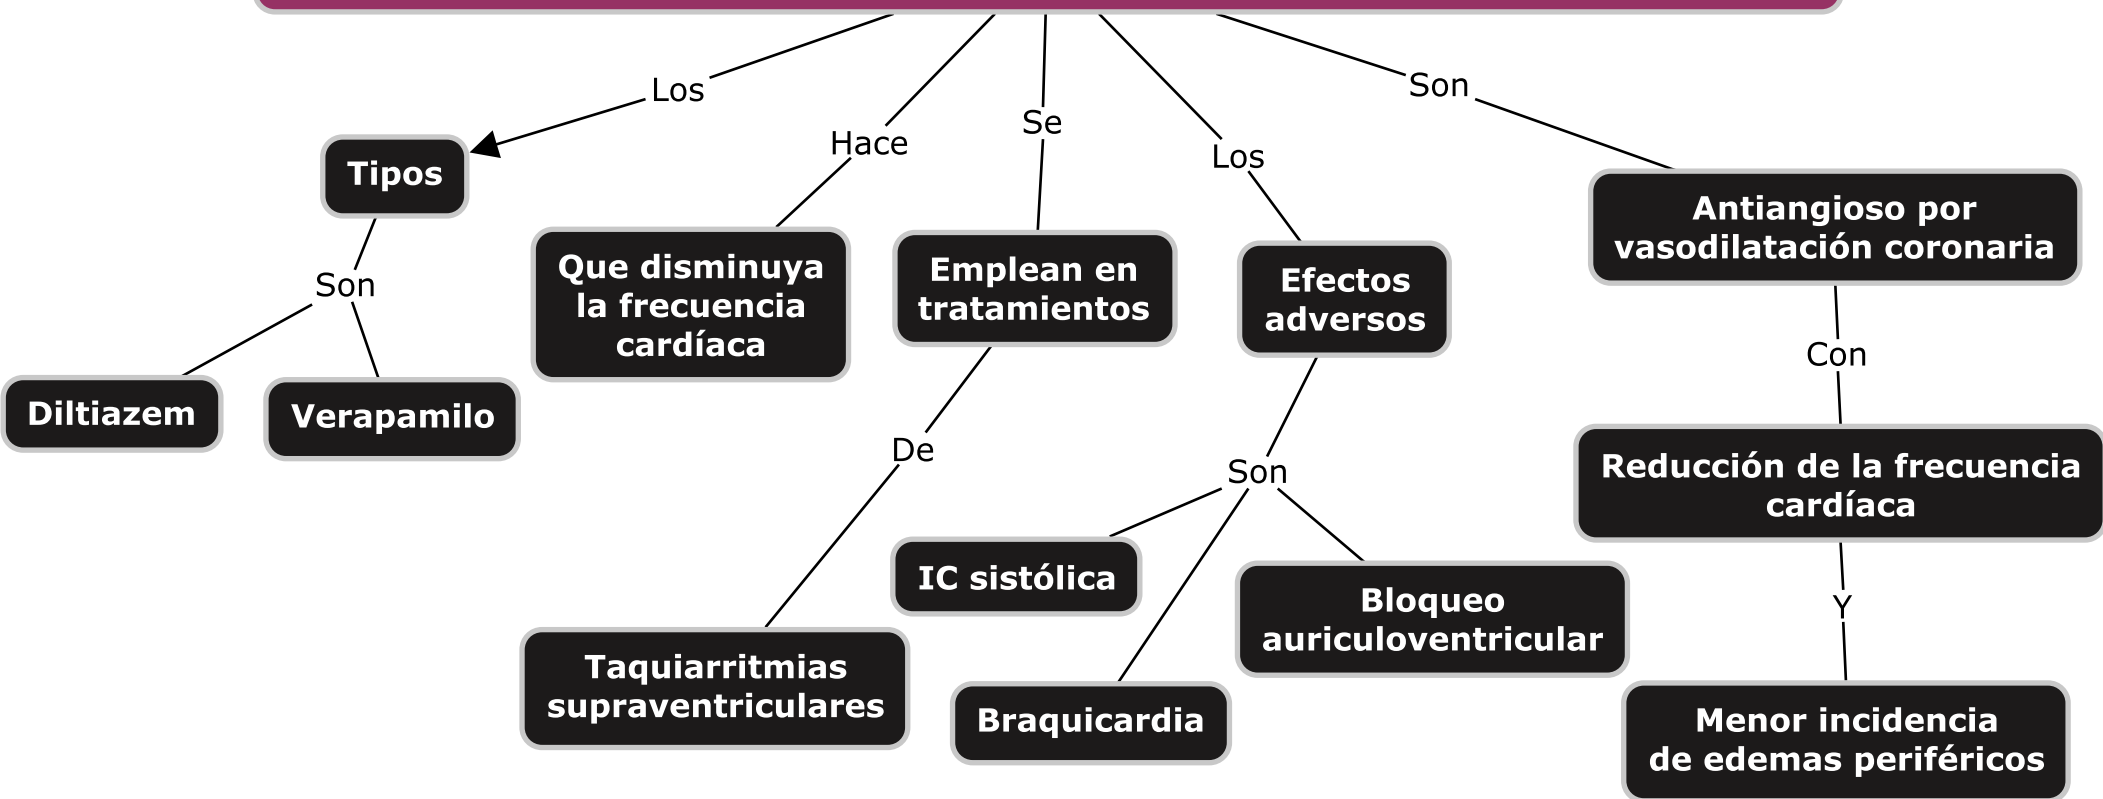 Los
Son
Se
Hace
Los
Tipos
Antiangioso por
vasodilatación coronaria
Que disminuya
la frecuencia
cardíaca
Emplean en
tratamientos
Efectos
adversos
Son
Con
Diltiazem
Verapamilo
De
Son
Reducción de la frecuencia
cardíaca
IC sistólica
Bloqueo
auriculoventricular
Y
Taquiarritmias
supraventriculares
Braquicardia
Menor incidencia
de edemas periféricos